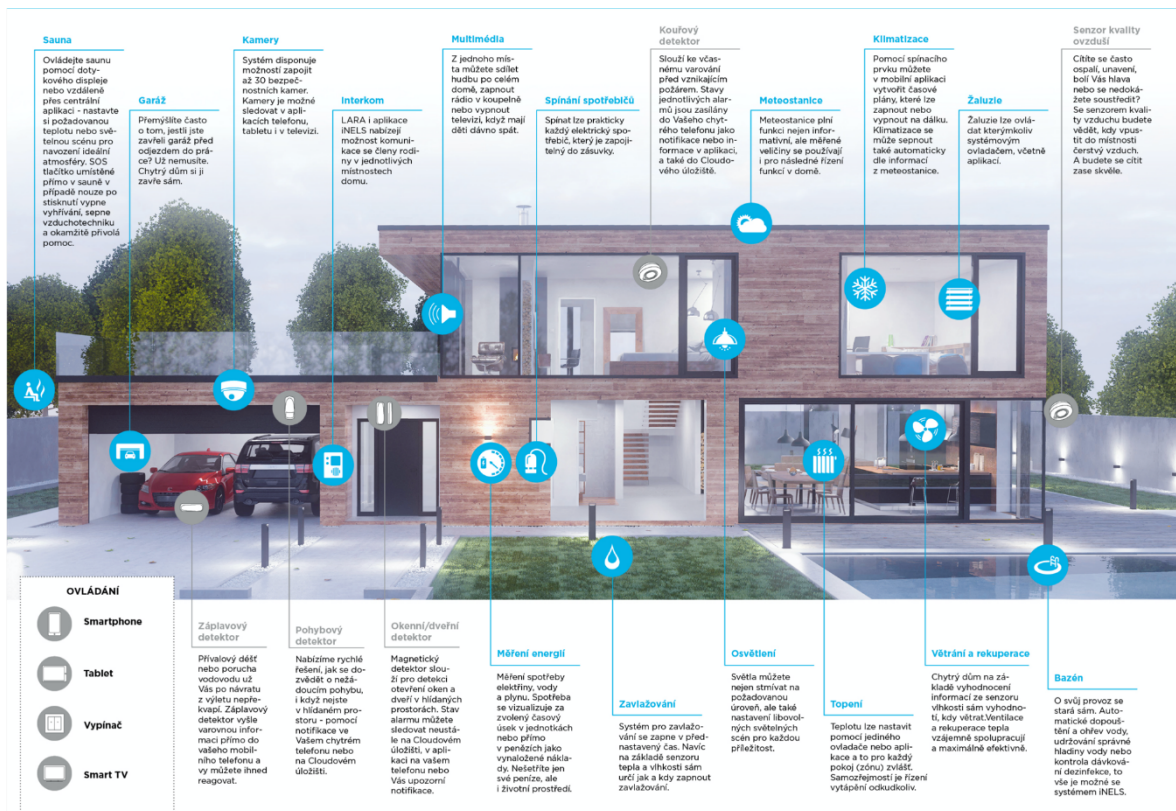 Sauna
Ovládejte saunu
pomocí doty-
kového displeje
nebo vzdáleně
přes centrální
aplikaci - nastavte
si požadovanou
teplotu nebo svě-
telnou scénu pro
navození ideální
atmosféry. SOS
tlačítko umístěné
přímo v sauně v
případě nouze po
stisknutí vypne
vyhřívání, sepne
vzduchotechniku
a okamžitě přivolá
pomoc.
Garáž
Přemýšlíte často
o tom, jestli jste
zavřeli garáž před
odjezdem do prá-
ce? Už nemusíte.
Chytrý dům si ji
zavře sám.
Kamery
Systém disponuje
možností zapojit
až 30 bezpeč-
nostních kamer.
Kamery je možné
sledovat v apli-
kacích telefonu,
tabletu i v televizi.
Interkom
LARA i aplikace
iNELS nabízejí
možnost komuni-
kace se členy rodi-
ny v jednotlivých
místnostech
domu.
Multimédia
Z jednoho mís-
ta můžete sdílet
hudbu po celém
domě, zapnout
rádio v koupelně
nebo vypnout
televizi, když mají
děti dávno spát.
Spínání spotřebičů
Spínat lze prakticky
každý elektrický spo-
třebič, který je zapoji-
telný do zásuvky.
Kouřový
detektor
Slouží ke včas-
nému varování
před vznikajícím
požárem. Stavy
jednotlivých alar-
mů jsou zasílány
do Vašeho chyt-
rého telefonu jako
notifikace nebo in-
formace v aplikaci,
a také do Cloudo-
vého úložiště.
Meteostanice
Meteostanice plní
funkci nejen infor-
mativní, ale měřené
veličiny se používají
i pro následné řízení
funkcí v domě.
Klimatizace
Pomocí spínacího
prvku můžete
v mobilní aplikaci
vytvořit časové
plány, které lze
zapnout nebo
vypnout na dálku.
Klimatizace se
může sepnout
také automaticky
dle informací
z meteostanice.
Žaluzie
Žaluzie lze ovlá-
dat kterýmkoliv
systémovým
ovladačem, včetně
aplikací.
Senzor kvality
ovzduší
Cítíte se často
ospalí, unavení,
bolí Vás hlava
nebo se nedoká-
žete soustředit?
Se senzorem kvali-
ty vzduchu budete
vědět, kdy vpus-
tit do místnosti
čerstvý vzduch.
A budete se cítit
zase skvěle.
OVLÁDÁNÍ
Smartphone
Tablet
Vypínač
Smart TV
Záplavový
detektor
Přívalový déšť
nebo porucha
vodovodu už
Vás po návratu
z výletu nepře-
kvapí. Záplavový
detektor vyšle
varovnou infor-
maci přímo do
vašeho mobil-
ního telefonu a
vy můžete ihned
reagovat.
Pohybový
detektor
Nabízíme rychlé
řešení, jak se do-
zvědět o nežá-
doucím pohybu,
i když nejste
v hlídaném pro-
storu - pomocí
notifikace ve
Vašem chytrém
telefonu nebo
na Cloudovém
úložišti.
Okenní/dveřní
detektor
Magnetický
detektor slou-
ží pro detekci
otevření oken a
dveří v hlídaných
prostorách. Stav
alarmu můžete
sledovat neustá-
le na Cloudovém
úložišti, v apli-
kaci na vašem
telefonu nebo
Vás upozorní
notifikace.
Měření energií
Měření spotřeby
elektřiny, vody
a plynu. Spotřeba
se vizualizuje za
zvolený časový
úsek v jednotkách
nebo přímo
v penězích jako
vynaložené nákla-
dy. Nešetříte jen
své peníze, ale
i životní prostředí.
Zavlažování
Systém pro zavlažo-
vání se zapne v před-
nastavený čas. Navíc
na základě senzoru
tepla a vlhkosti sám
určí jak a kdy zapnout
zavlažování.
Osvětlení
Světla můžete
nejen stmívat na
požadovanou
úroveň, ale také
nastavení libovol-
ných světelných
scén pro každou
příležitost.
Topení
Teplotu lze nastavit
pomocí jediného
ovladače nebo apli-
kace a to pro každý
pokoj (zónu) zvlášť.
Samozřejmostí je řízení
vytápění odkudkoliv.
Větrání a rekuperace
Chytrý dům na zá-
kladě vyhodnocení
informací ze senzoru
vlhkosti sám vyhodno-
tí, kdy větrat.Ventilace
a rekuperace tepla
vzájemně spolupracují
a maximálně efektivně.
Bazén
O svůj provoz se
stará sám. Auto-
matické dopouš-
tění a ohřev vody,
udržování správné
hladiny vody nebo
kontrola dávková-
ní dezinfekce, to
vše je možné se
systémem iNELS.